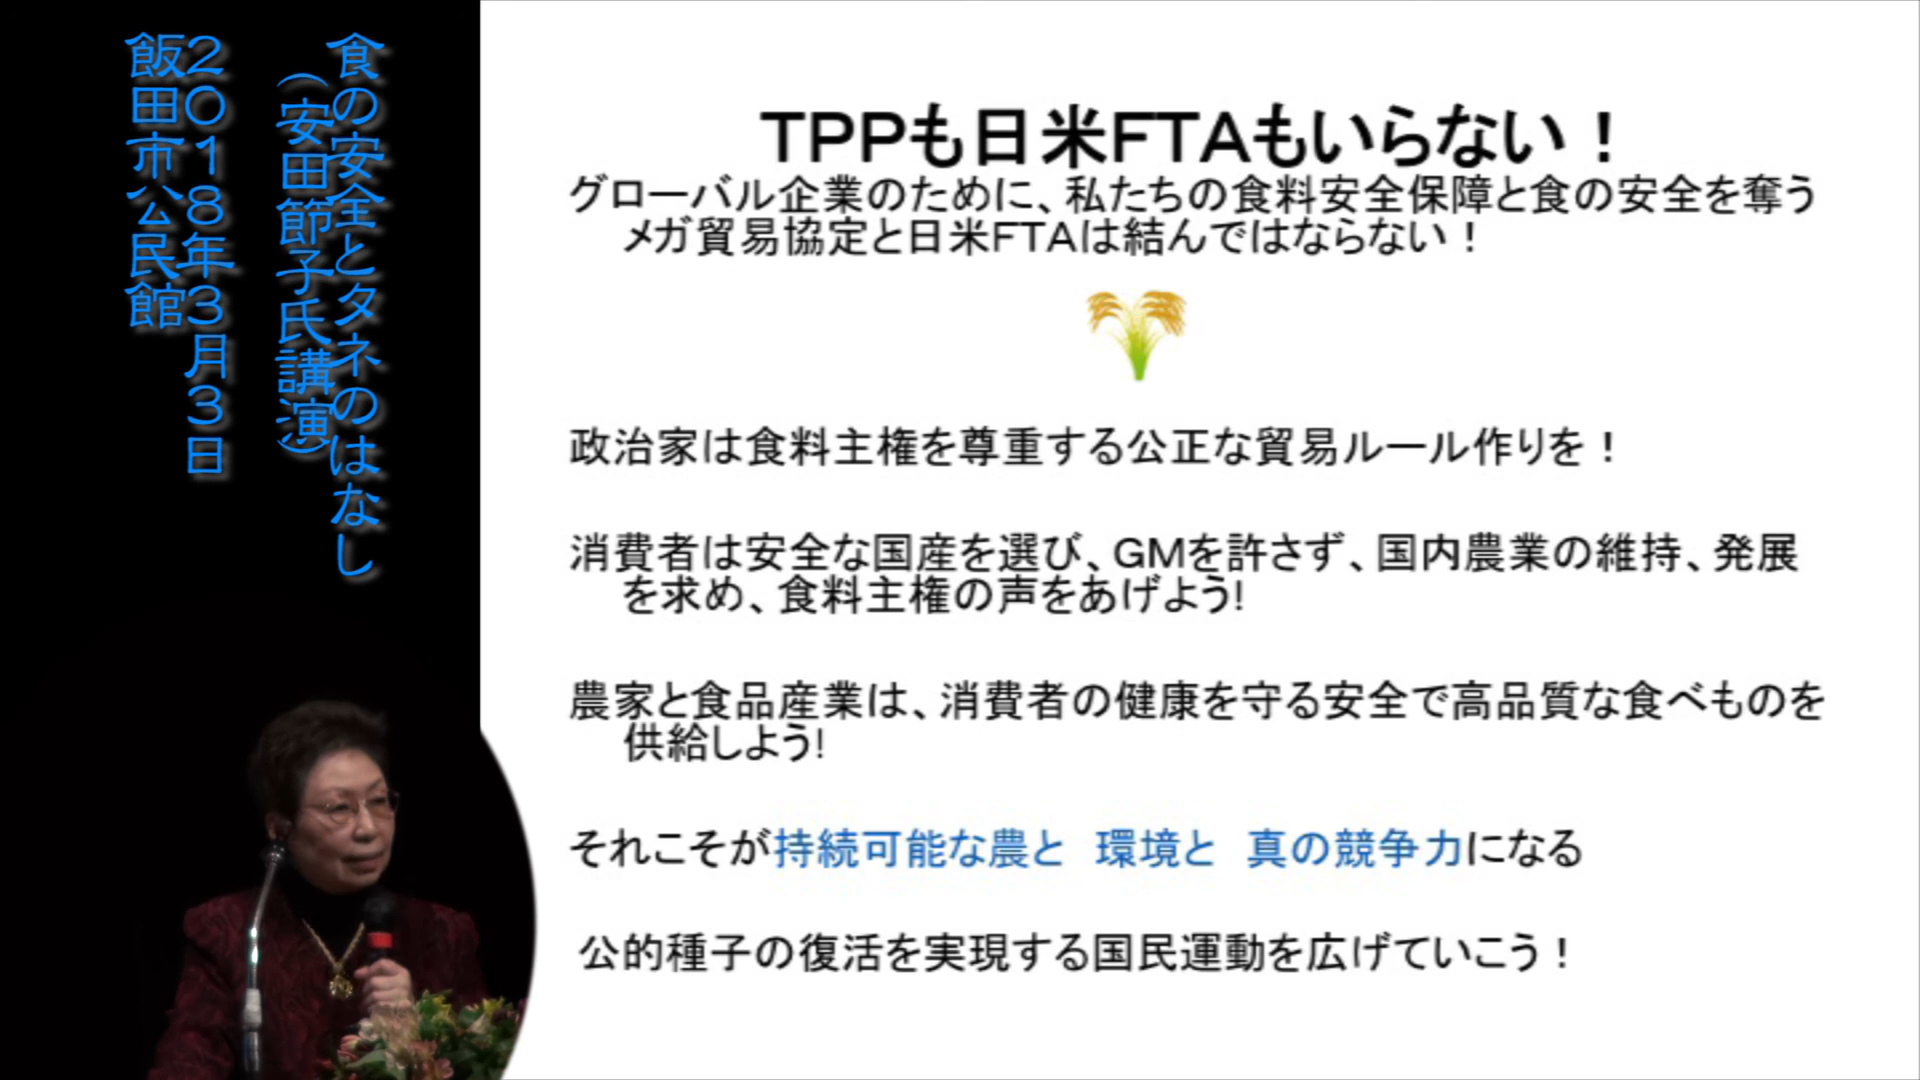 食の安全とタネのはなし
（安田節子氏講演）
２０１８年３月３日
飯田市公民館
TPPも日米FTAもいらない！
グローバル企業のために、私たちの食料安全保障と食の安全を奪う
メガ貿易協定と日米FTAは結んではならない！
政治家は食料主権を尊重する公正な貿易ルール作りを！
消費者は安全な国産を選び、GMを許さず、国内農業の維持、発展
を求め、食料主権の声をあげよう!
農家と食品産業は、消費者の健康を守る安全で高品質な食べものを
供給しよう!
それこそが持続可能な農と　環境と　真の競争力になる
公的種子の復活を実現する国民運動を広げていこう！